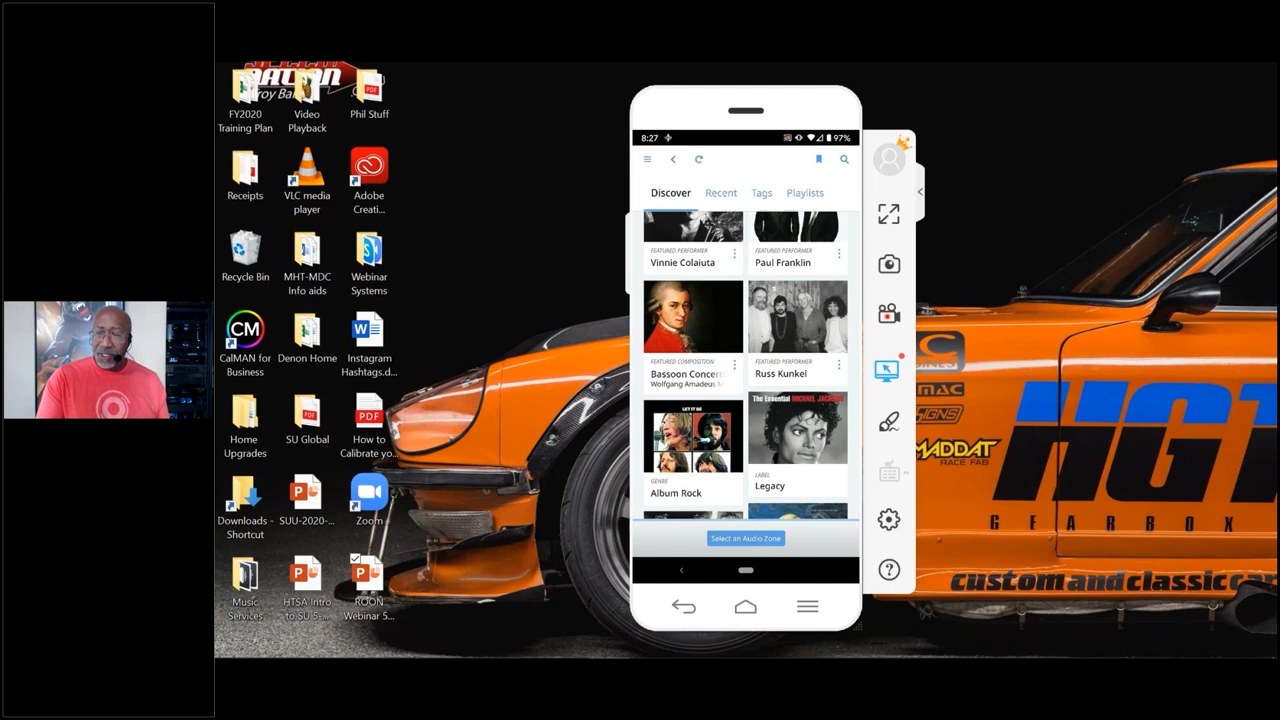 FY2020
Training Plan
Video
Playback
Phil Stuff
Receipts
VLC media
player
Adobe
Creati...
Recycle Bin
MHT-MDC
Info aids
Webinar
Systems
CM
CalMAN for
Business
Denon Home
Instagram
Hashtags.d...
Home
Upgrades
SU Global
PDF
How to
Calibrate yo...
Downloads -
Shortcut
SUU-2020-...
Zoom
Music
Services
HTSA Intro
to SU 5-...
ROON
Webinar 5...
8:27
97%
Discover
Recent
Tags
Playlists
FEATURED PERFORMER
Vinnie Colaiuta
FEATURED PERFORMER
Paul Franklin
FEATURED COMPOSITION
Bassoon Concert
Wolfgang Amadeus M
FEATURED PERFORMER
Russ Kunkel
LET IT BE
GENRE
Album Rock
The Essential MICHAEL JACKSON
LABEL
Legacy
Select an Audio Zone
SIGNS
MADDAT
RACE FAB
HGT
GEARBOX
custom and classic car